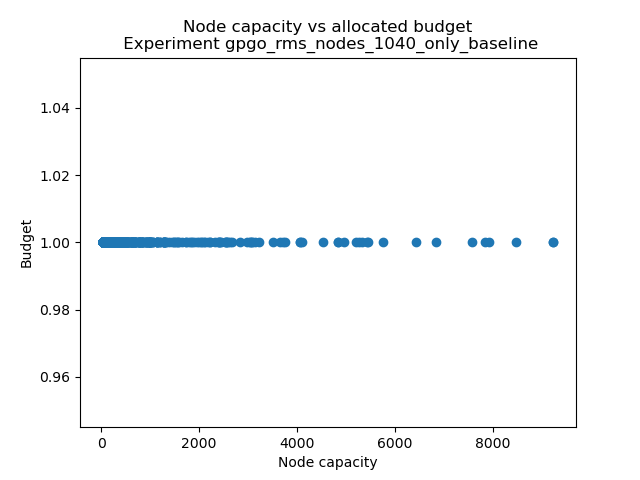 Node capacity vs allocated budget
Experiment gpgo_rms_nodes_1040_only_baseline
1.04
1.02
1.00
0.98
0.96
Budget
0
2000
4000
6000
8000
Node capacity